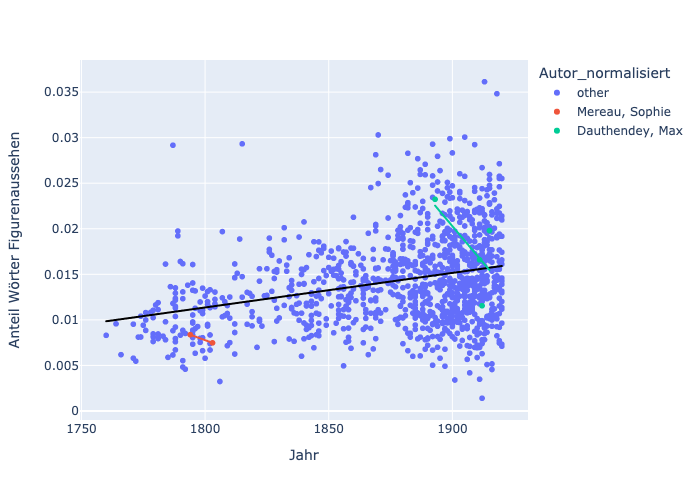 Autor_normalisiert
other
Mereau, Sophie
Dauthendey, Max
Anteil Wörter Figurenaussehen
0.035
0.03
0.025
0.02
0.015
0.01
0.005
0
1750
1800
1850
1900
Jahr